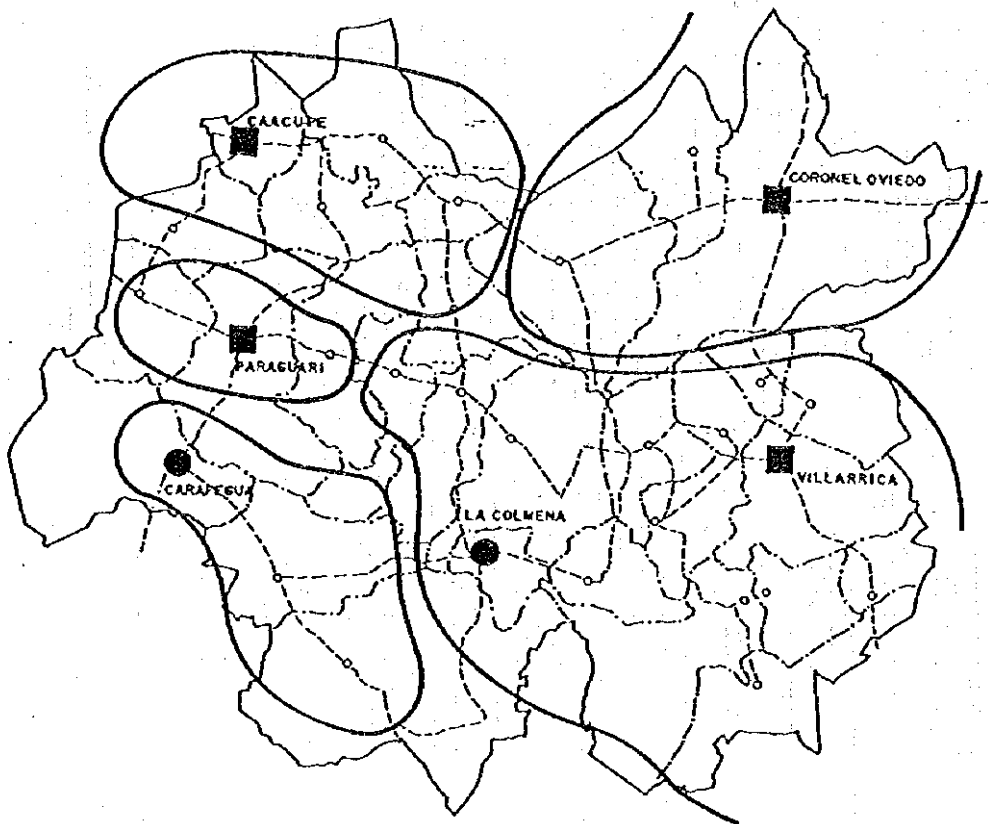 CAACUPE
CORONEL OVIEDO
PARAGUARI
CARAPEGUA
VILLARRICA
LA COLMENA